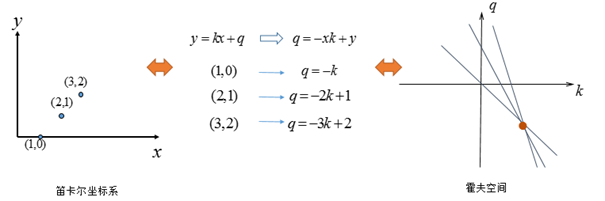 y
(3,2)
(2,1)
(1,0)
x
笛卡尔坐标系
y=kx+q q=-xk+y
(1,0) q=-k
(2,1) q=-2k+1
(3,2) q=-3k+2
q
k
霍夫空间